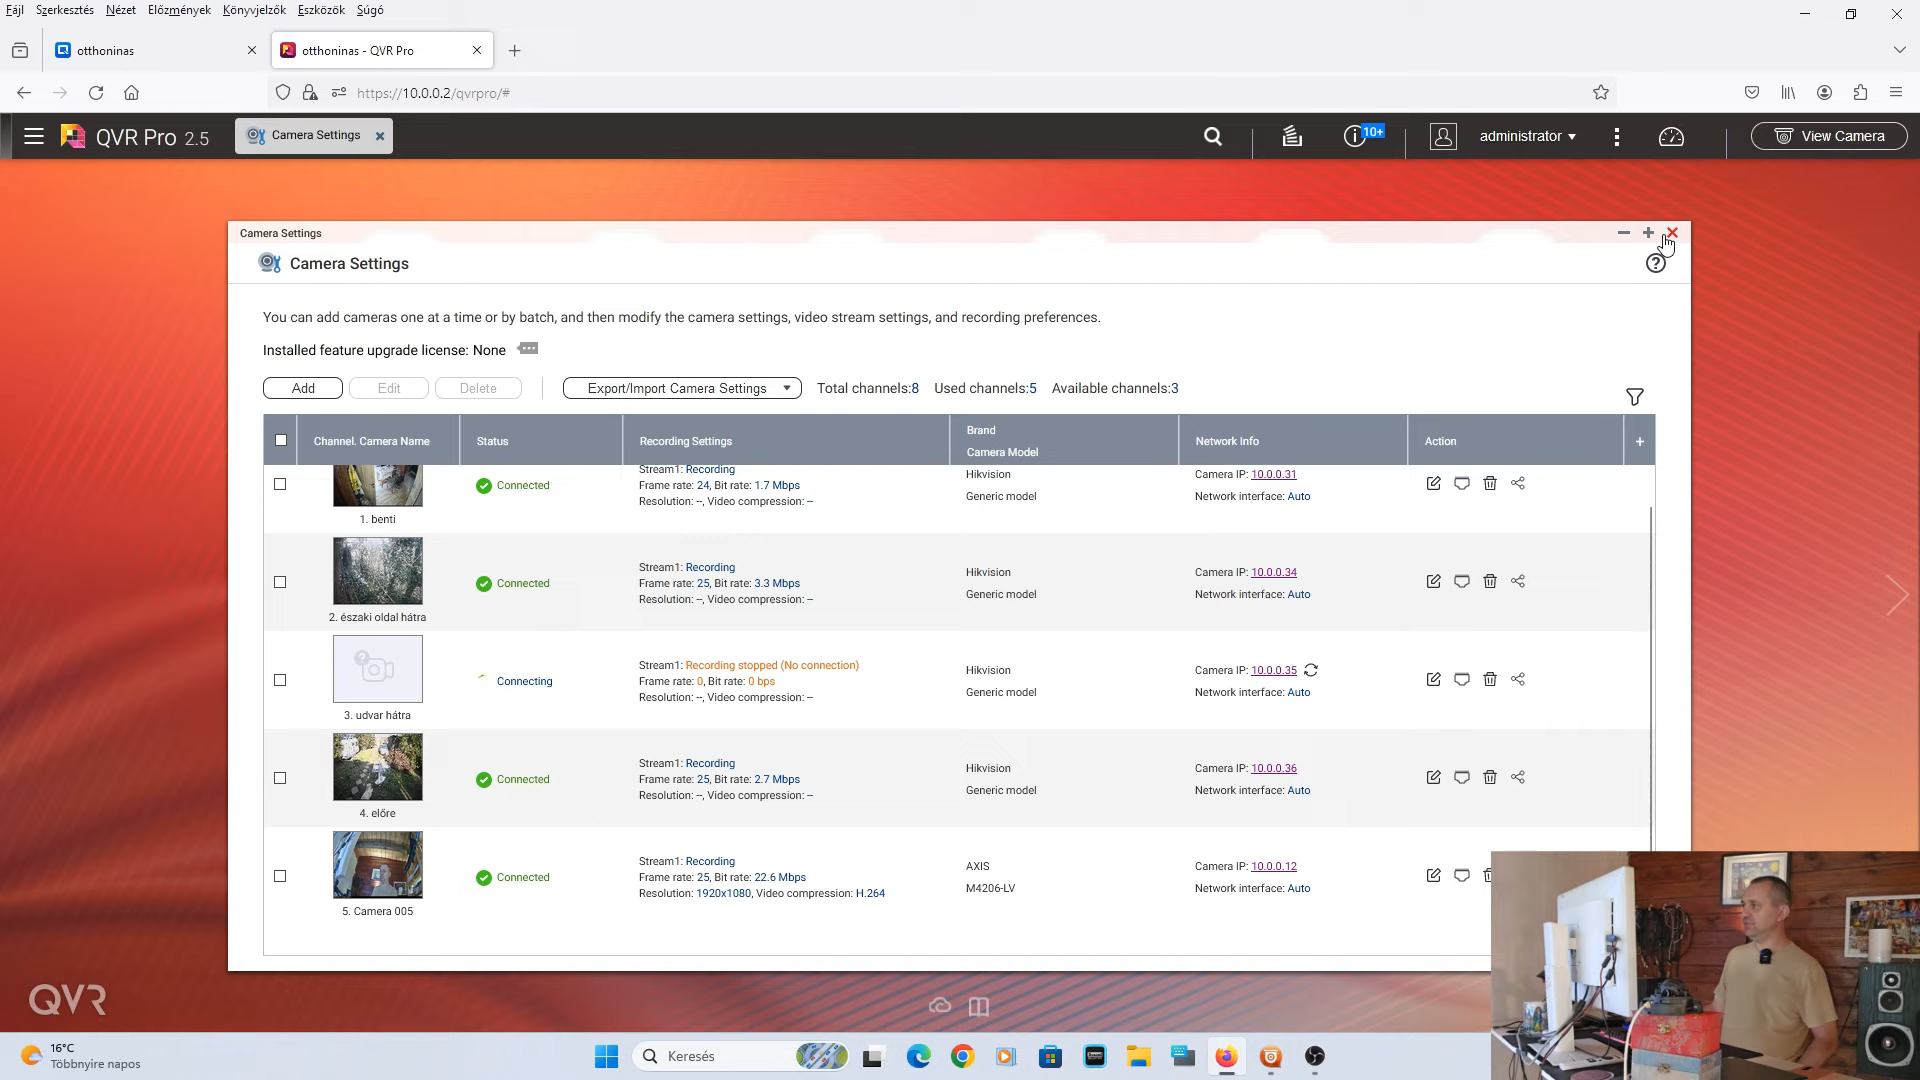 Fájl Szerkesztés Nézet Előzmények Könyvjelzők Eszközök Súgó
otthoninas
otthoninas - QVR Pro
https://10.0.0.2/qvrpro/#
QVR Pro 2.5
Camera Settings
10+
administrator
View Camera
Camera Settings
Camera Settings
You can add cameras one at a time or by batch, and then modify the camera settings, video stream settings, and recording preferences.
Installed feature upgrade license: None
Add Edit Delete Export/Import Camera Settings Total channels:8 Used channels:5 Available channels:3
Channel. Camera Name Status Recording Settings Brand Camera Model Network Info Action
Stream1: Recording
Frame rate: 24, Bit rate: 1.7 Mbps
Resolution: --, Video compression: --
Connected
Hikvision
Generic model
Camera IP: 10.0.0.31
Network interface: Auto
1. benti
Connected
Stream1: Recording
Frame rate: 25, Bit rate: 3.3 Mbps
Resolution: --, Video compression: --
Hikvision
Generic model
Camera IP: 10.0.0.34
Network interface: Auto
2. északi oldal hátra
Connecting
Stream1: Recording stopped (No connection)
Frame rate: 0, Bit rate: 0 bps
Resolution: --, Video compression: --
Hikvision
Generic model
Camera IP: 10.0.0.35
Network interface: Auto
3. udvar hátra
Connected
Stream1: Recording
Frame rate: 25, Bit rate: 2.7 Mbps
Resolution: --, Video compression: --
Hikvision
Generic model
Camera IP: 10.0.0.36
Network interface: Auto
4. előre
Connected
Stream1: Recording
Frame rate: 25, Bit rate: 22.6 Mbps
Resolution: 1920x1080, Video compression: H.264
AXIS
M4206-LV
Camera IP: 10.0.0.12
Network interface: Auto
5. Camera 005
QVR
16°C
Többnyire napos
Keresés